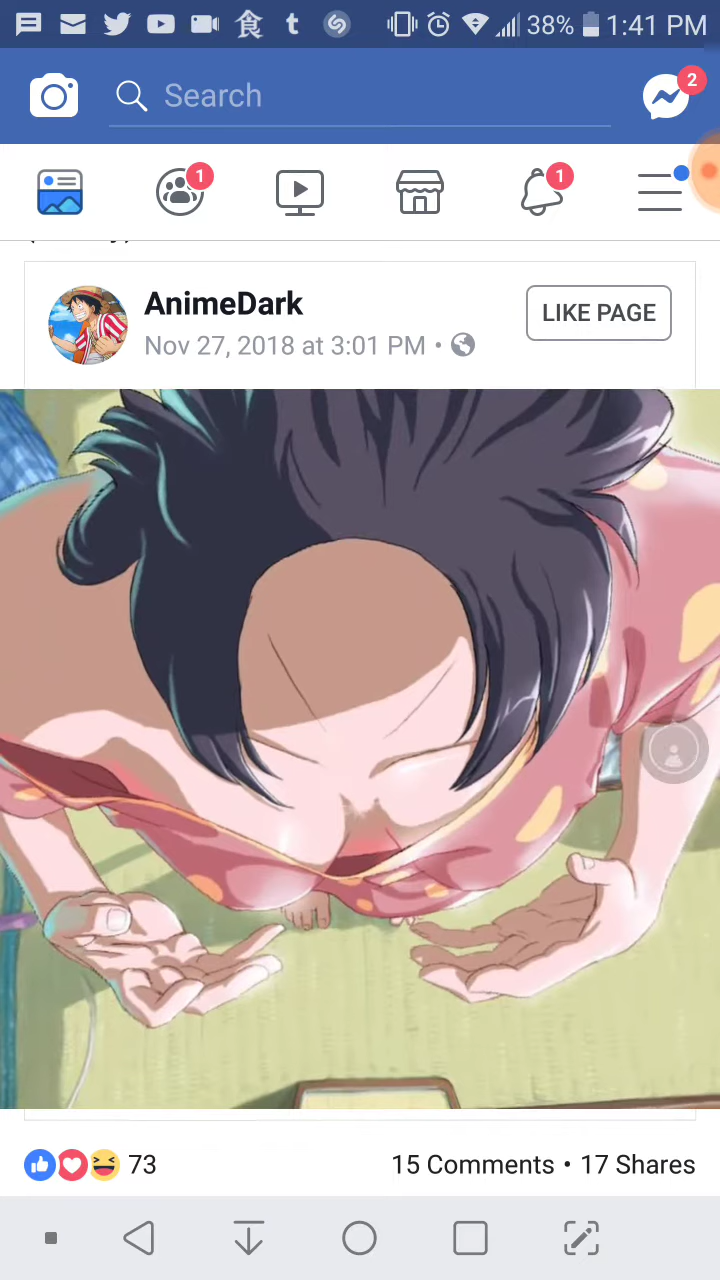 食 t 38% 1:41 PM
Search
2
1
1
AnimeDark
Nov 27, 2018 at 3:01 PM •
LIKE PAGE
73
15 Comments • 17 Shares